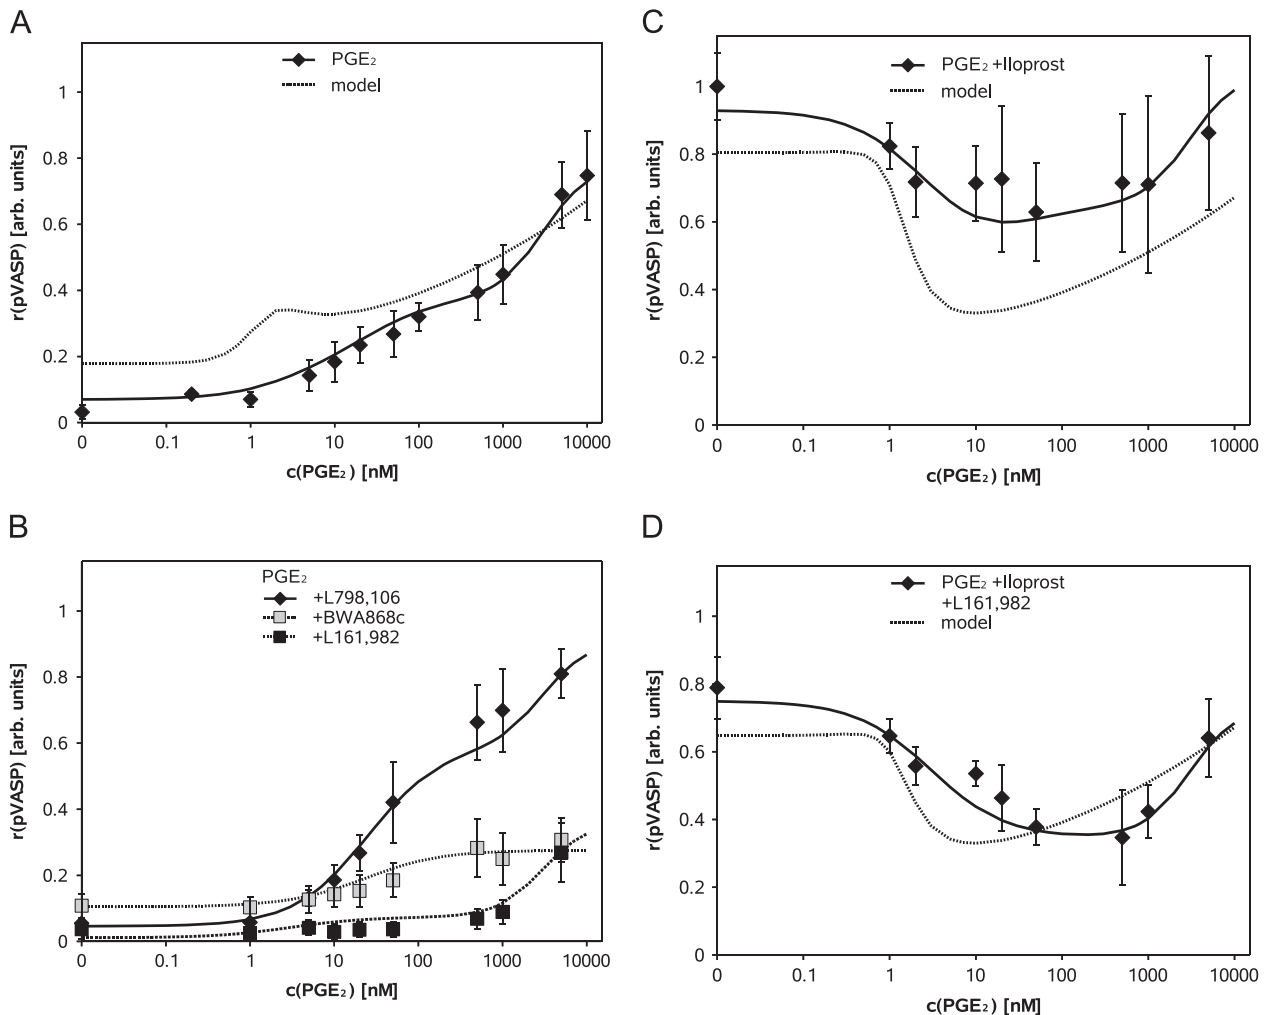 A
PGE₂
model
r(pVASP) [arb. units]
1
0.8
0.6
0.4
0.2
0
0 0.1 1 10 100 1000 10000
c(PGE₂) [nM]
B
PGE₂
+L798,106
+BWA868c
+L161,982
r(pVASP) [arb. units]
1
0.8
0.6
0.4
0.2
0
0 0.1 1 10 100 1000 10000
c(PGE₂) [nM]
C
PGE₂ +Iloprost
model
r(pVASP) [arb. units]
1
0.8
0.6
0.4
0.2
0
0 0.1 1 10 100 1000 10000
c(PGE₂) [nM]
D
PGE₂ +Iloprost
+L161,982
model
r(pVASP) [arb. units]
1
0.8
0.6
0.4
0.2
0
0 0.1 1 10 100 1000 10000
c(PGE₂) [nM]